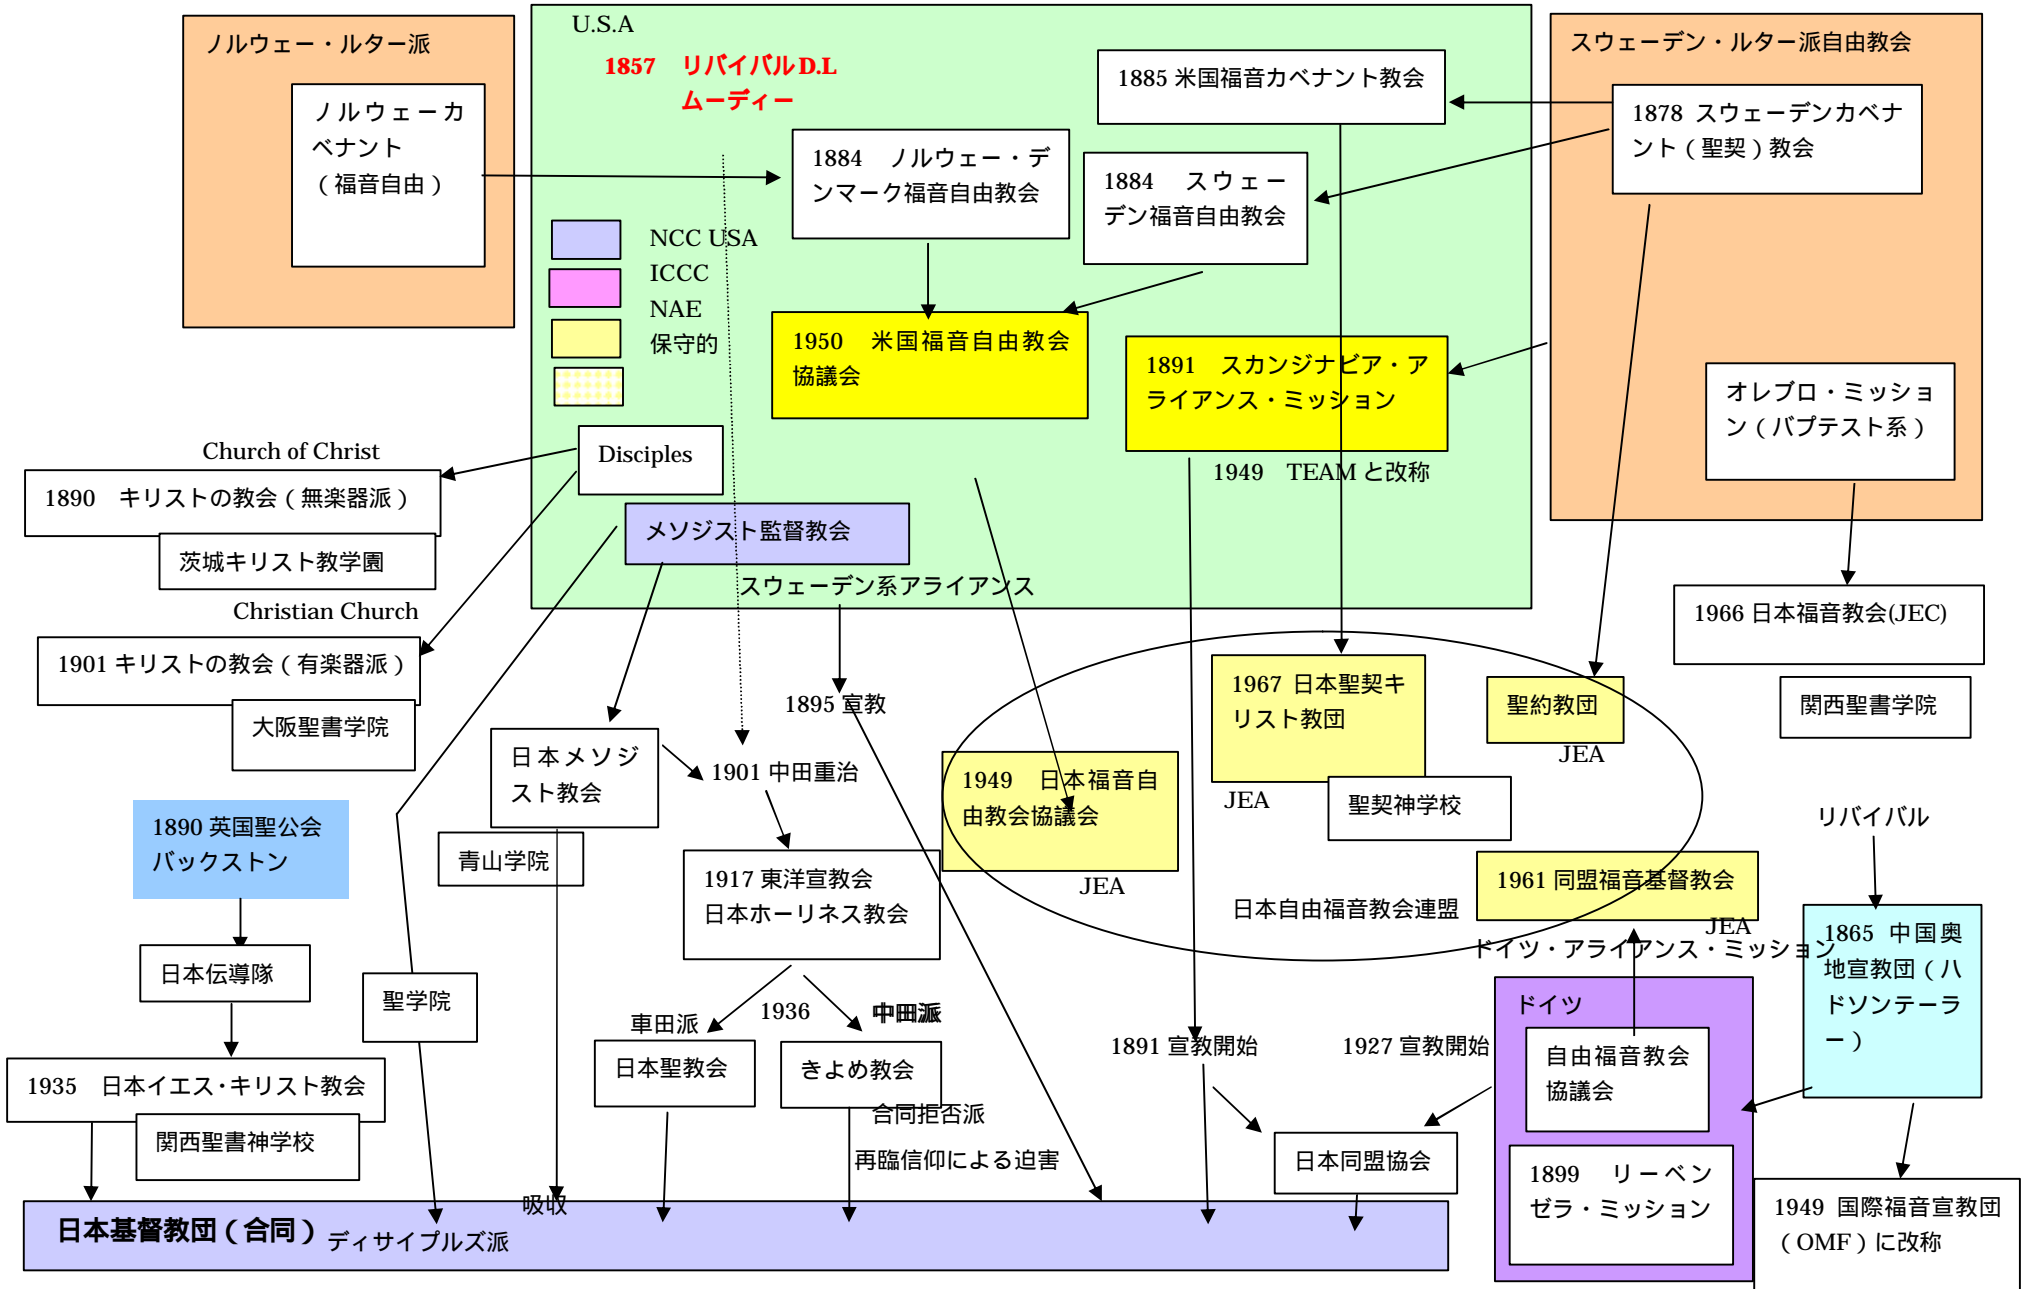 ノルウェー・ルター派
ノルウェーカ
ベナント
（福音自由）
U.S.A
1857　リバイバル D.L
ムーディー
1885 米国福音カベナント教会
1884　ノルウェー・デ
ンマーク福音自由教会
1884　スウェー
デン福音自由教会
スウェーデン・ルター派自由教会
1878 スウェーデンカベナ
ント（聖契）教会
NCC USA
ICCC
NAE
保守的
1950　米国福音自由教会
協議会
1891　スカンジナビア・ア
ライアンス・ミッション
1949　TEAM と改称
オレブロ・ミッショ
ン（バプテスト系）
Church of Christ
1890　キリストの教会（無楽器派）
茨城キリスト教学園
Disciples
メソジスト監督教会
スウェーデン系アライアンス
Christian Church
1901 キリストの教会（有楽器派）
大阪聖書学院
1966 日本福音教会(JEC)
関西聖書学院
1895 宣教
1967 日本聖契キ
リスト教団
JEA
聖契神学校
聖約教団
JEA
日本メソジ
スト教会
青山学院
1901 中田重治
1949　日本福音自
由教会協議会
JEA
1890 英国聖公会
バックストン
リバイバル
1917 東洋宣教会
日本ホーリネス教会
日本自由福音教会連盟
1961 同盟福音基督教会
JEA
ドイツ・アライアンス・ミッション
1865 中国奥
地宣教団（ハ
ドソンテーラ
ー）
日本伝道隊
聖学院
車田派
1936
中田派
日本聖教会
きよめ教会
合同拒否派
再臨信仰による迫害
1891 宣教開始
1927 宣教開始
ドイツ
自由福音教会
協議会
1935　日本イエス・キリスト教会
関西聖書神学校
日本同盟協会
1899　リーベン
ゼラ・ミッション
1949 国際福音宣教団
（OMF）に改称
吸収
日本基督教団（合同）
ディサイプルズ派